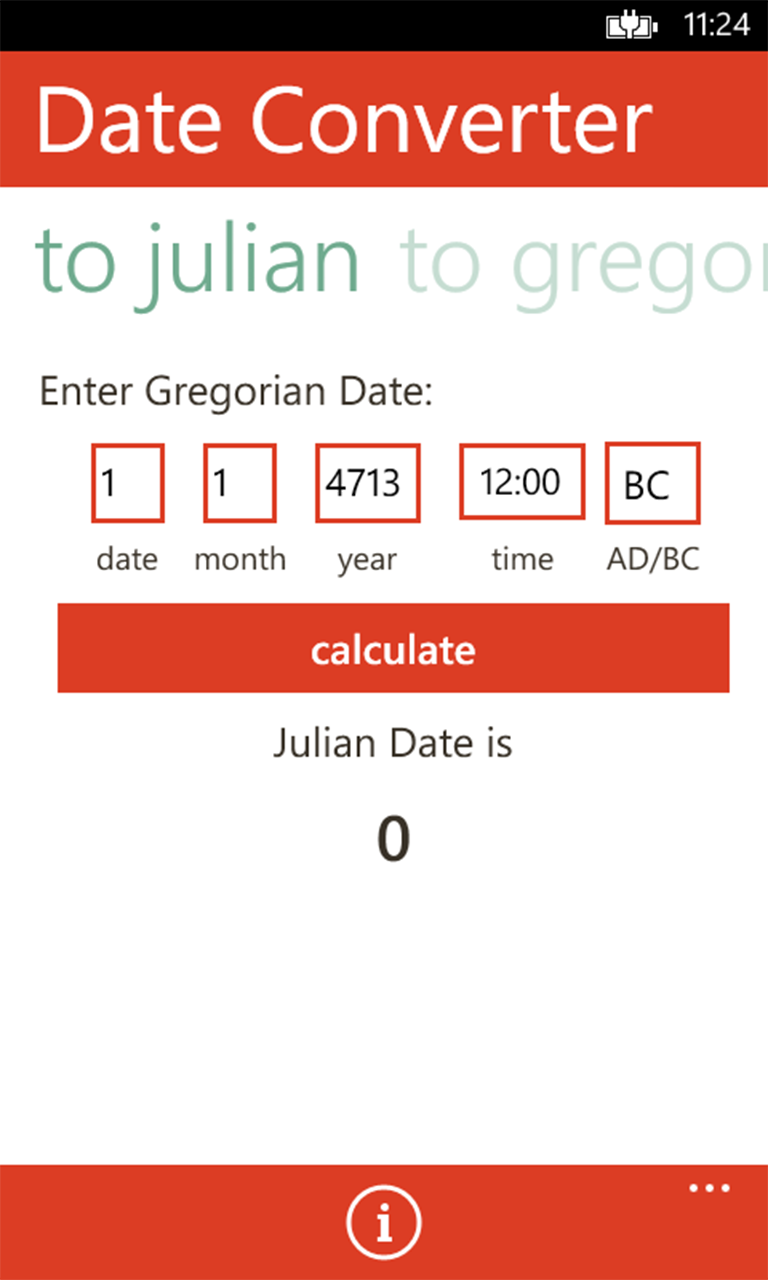 11:24
Date Converter
to julian to gregor
Enter Gregorian Date:
1 1 4713 12:00 BC
date month year time AD/BC
calculate
Julian Date is
0
i
...